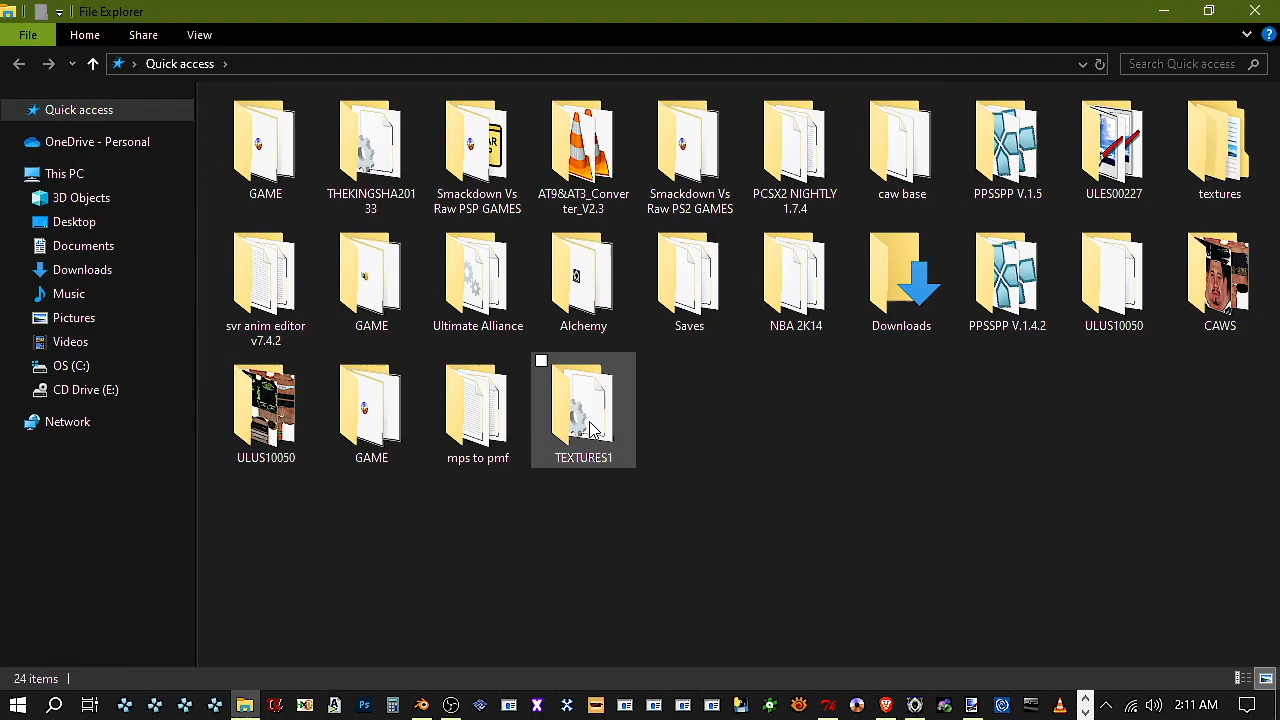 File Explorer
File Home Share View
Quick access
Search Quick access
Quick access
OneDrive - Personal
This PC
3D Objects
Desktop
Documents
Downloads
Music
Pictures
Videos
OS (C:)
CD Drive (E:)
Network
GAME
THEKINGSHA201
33
Smackdown Vs
Raw PSP GAMES
AT9&AT3_Conver
ter_V2.3
Smackdown Vs
Raw PS2 GAMES
PCSX2 NIGHTLY
1.7.4
caw base
PPSSPP V.1.5
ULES00227
textures
svr anim editor
v7.4.2
GAME
Ultimate Alliance
Alchemy
Saves
NBA 2K14
Downloads
PPSSPP V.1.4.2
ULUS10050
CAWS
ULUS10050
GAME
mps to pmf
TEXTURES1
24 items
2:11 AM